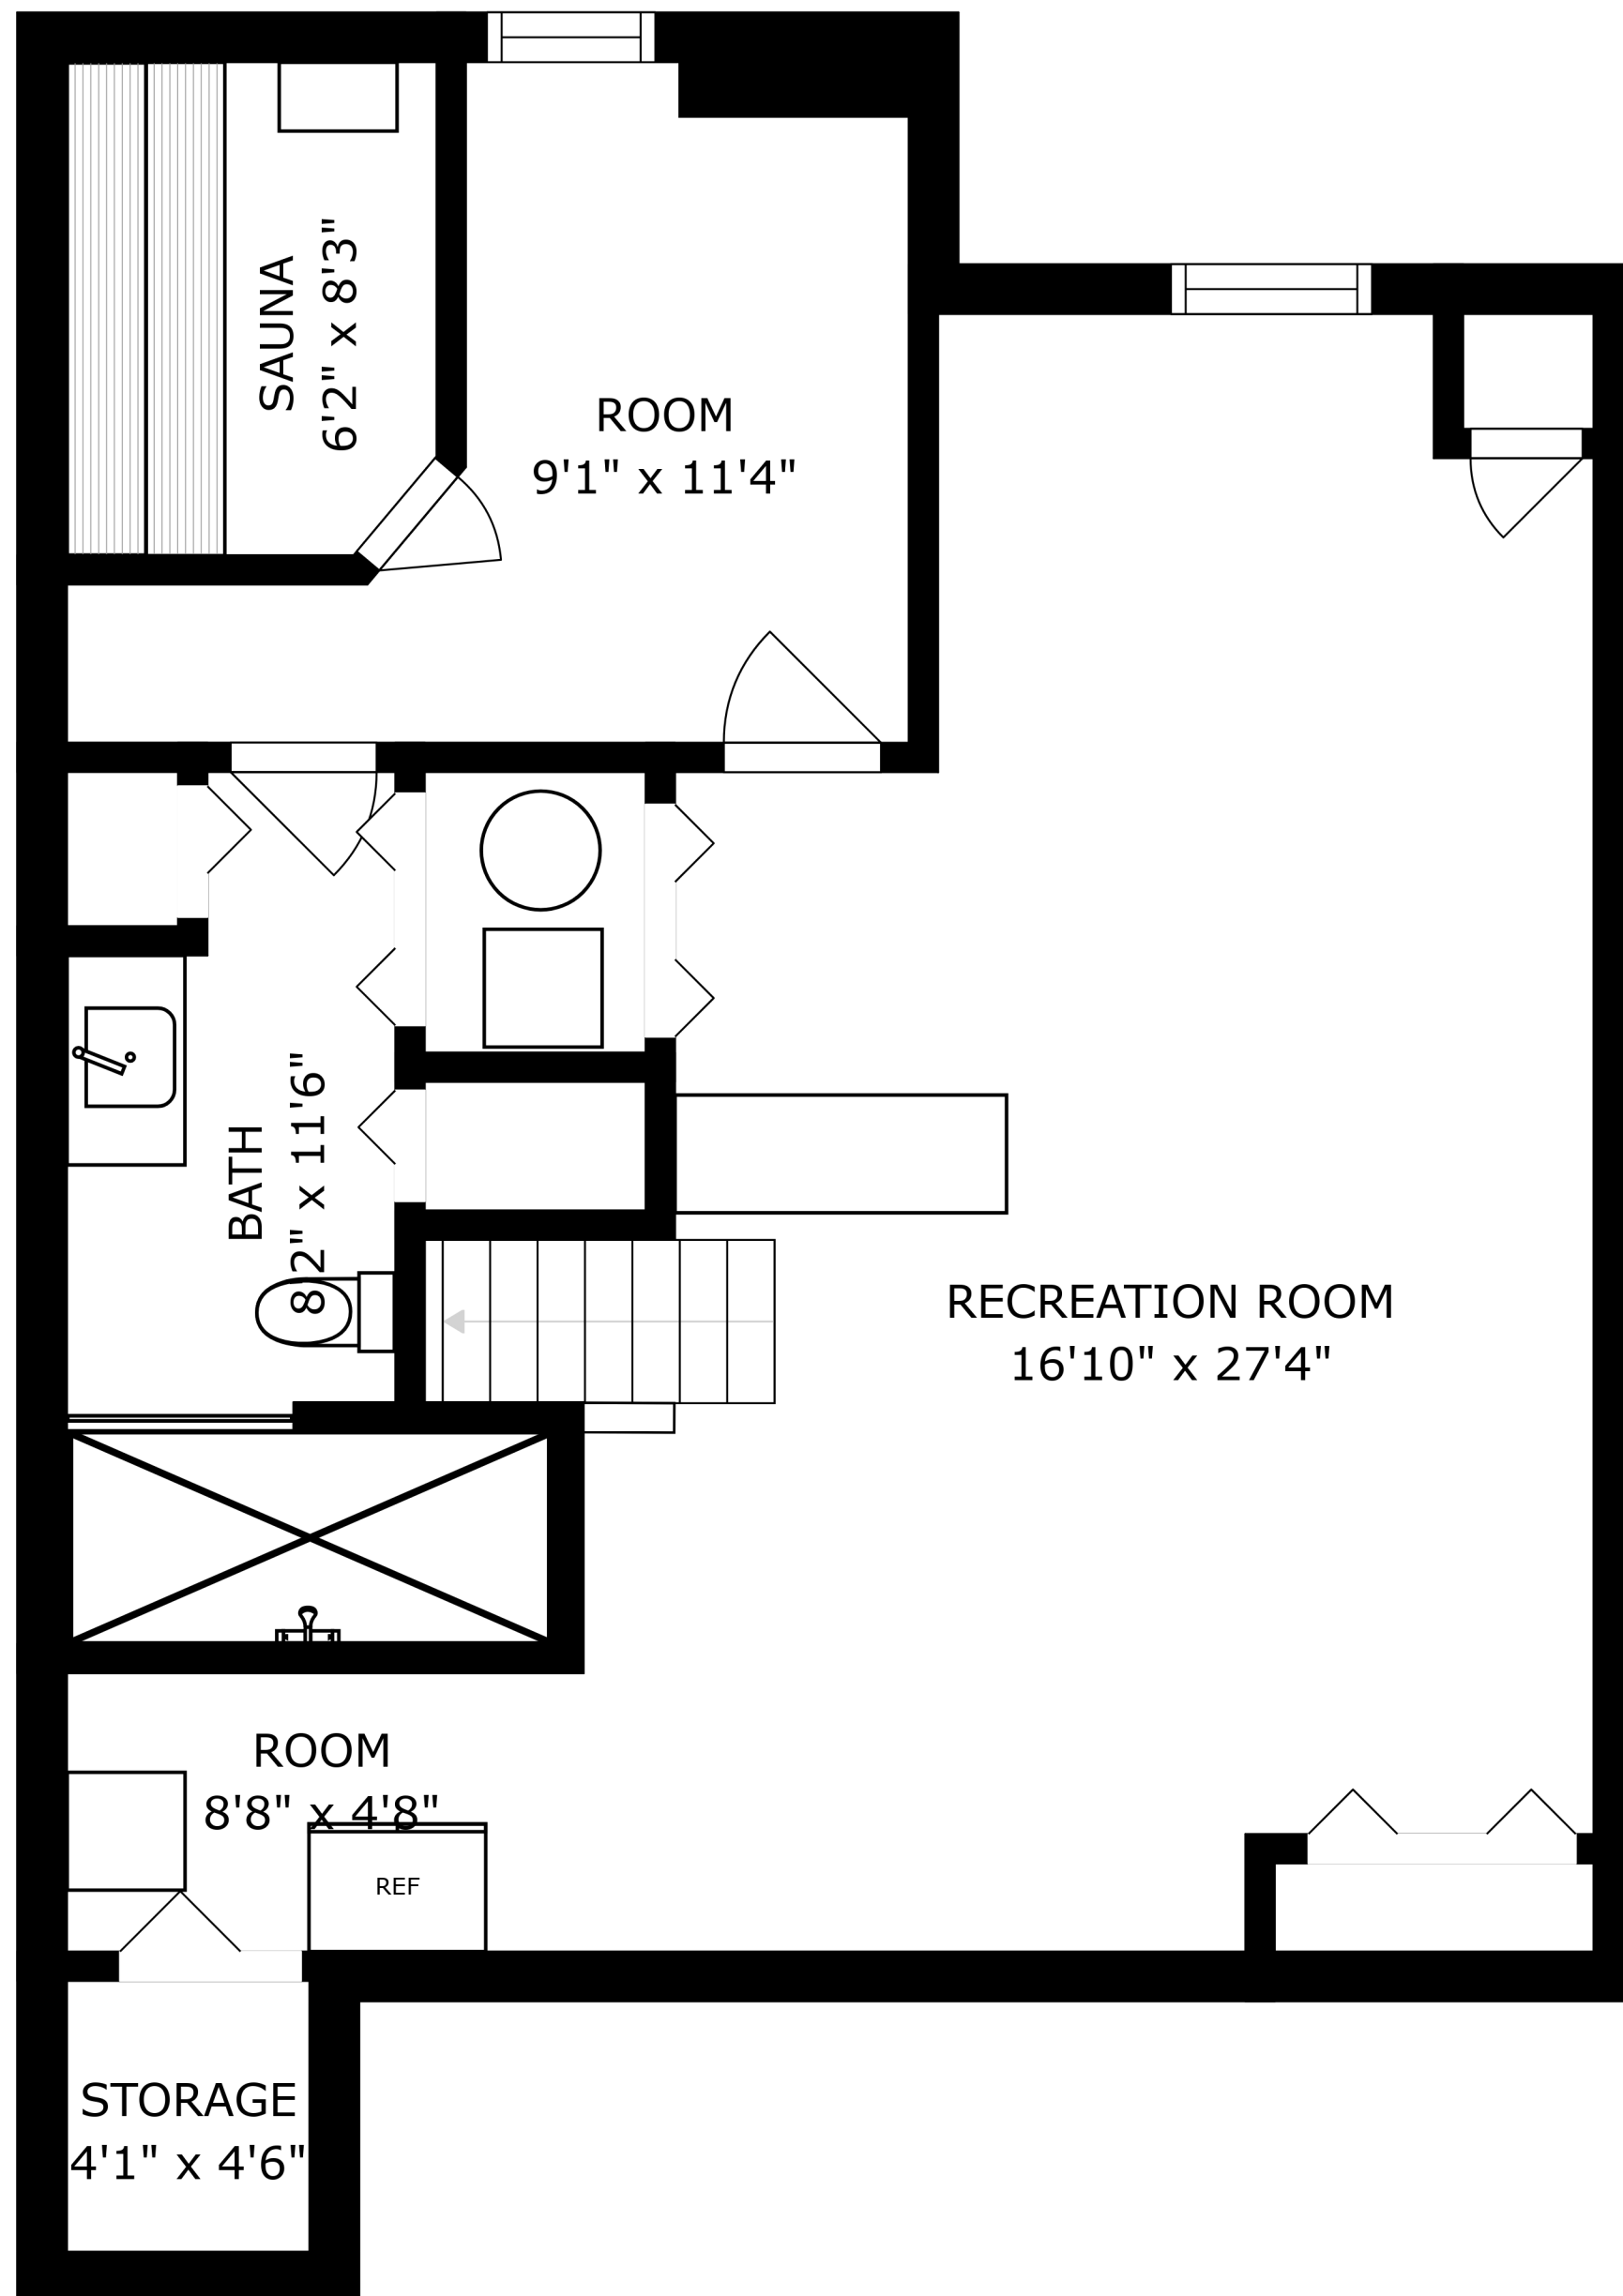 SAUNA
6'2" x 8'3"
ROOM
9'1" x 11'4"
BATH
8'2" x 11'6"
RECREATION ROOM
16'10" x 27'4"
ROOM
8'8" x 4'8"
REF
STORAGE
4'1" x 4'6"